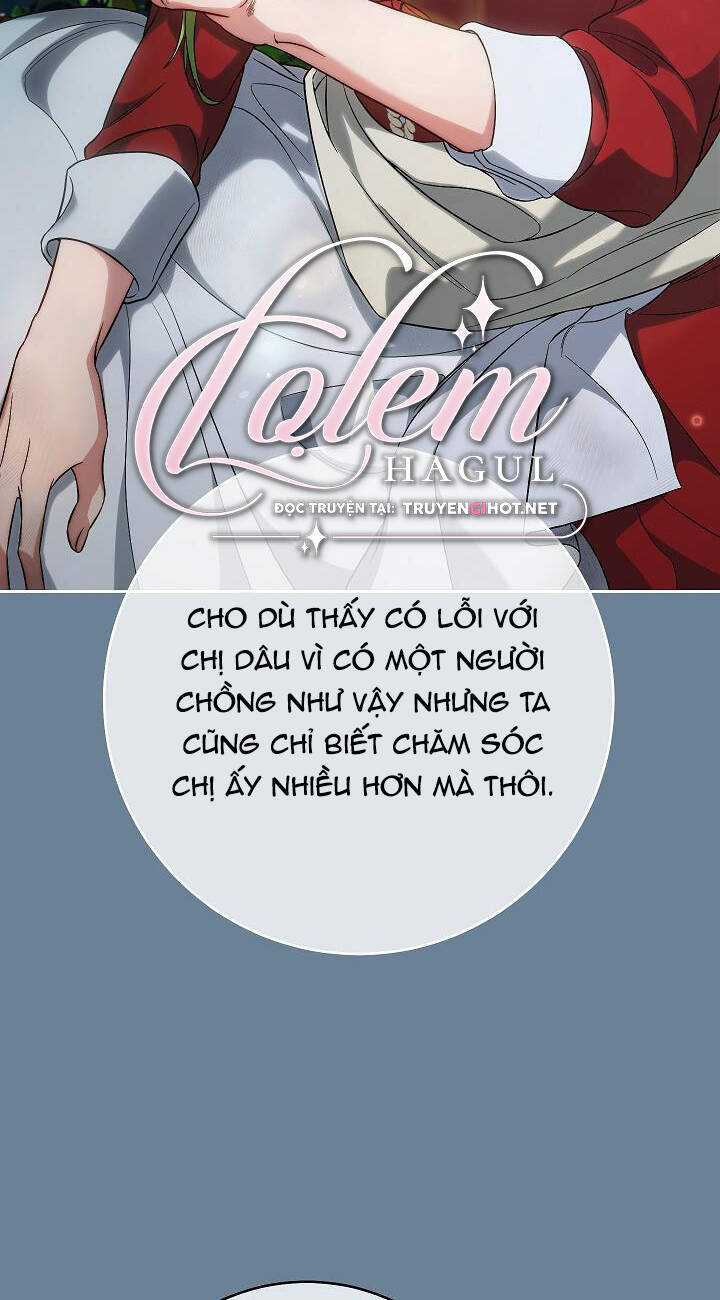 Lọlem
HAGUL
ĐỌC TRUYỆN TẠI: TRUYENGIHOT.NET
CHO DÙ THẤY CÓ LỖI VỚI
CHỊ DÂU VÌ CÓ MỘT NGƯỜI
CHỒNG NHƯ VẬY NHƯNG TA
CŨNG CHỈ BIẾT CHĂM SÓC
CHỊ ẤY NHIỀU HƠN MÀ THÔI.